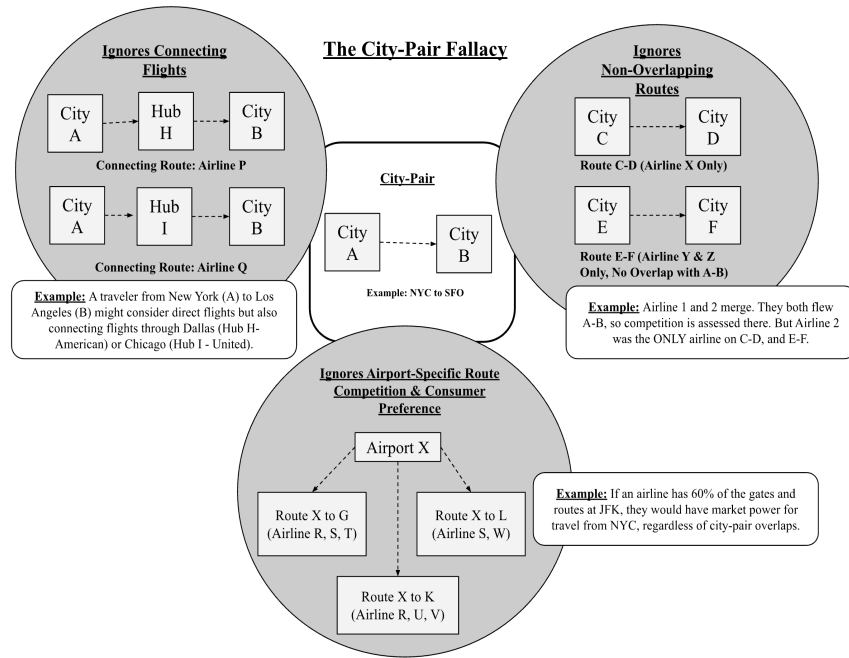 The City-Pair Fallacy
Ignores Connecting
Flights
City
A
Hub
H
City
B
Connecting Route: Airline P
City
A
Hub
I
City
B
Connecting Route: Airline Q
Example: A traveler from New York (A) to Los
Angeles (B) might consider direct flights but also
connecting flights through Dallas (Hub H-
American) or Chicago (Hub I - United).
City-Pair
City
A
City
B
Example: NYC to SFO
Ignores
Non-Overlapping
Routes
City
C
City
D
Route C-D (Airline X Only)
City
E
City
F
Route E-F (Airline Y & Z
Only, No Overlap with A-B)
Example: Airline 1 and 2 merge. They both flew
A-B, so competition is assessed there. But Airline 2
was the ONLY airline on C-D, and E-F.
Ignores Airport-Specific Route
Competition & Consumer
Preference
Airport X
Route X to G
(Airline R, S, T)
Route X to L
(Airline S, W)
Route X to K
(Airline R, U, V)
Example: If an airline has 60% of the gates and
routes at JFK, they would have market power for
travel from NYC, regardless of city-pair overlaps.